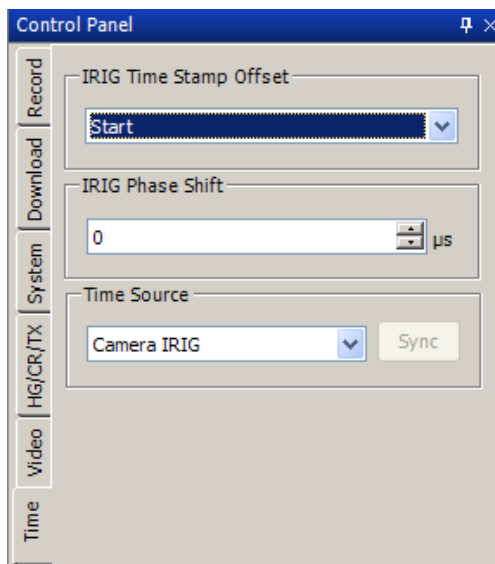 Control Panel
Record
Download
System
HG/CR/TX
Video
Time
IRIG Time Stamp Offset
Start
IRIG Phase Shift
0
µs
Time Source
Camera IRIG
Sync